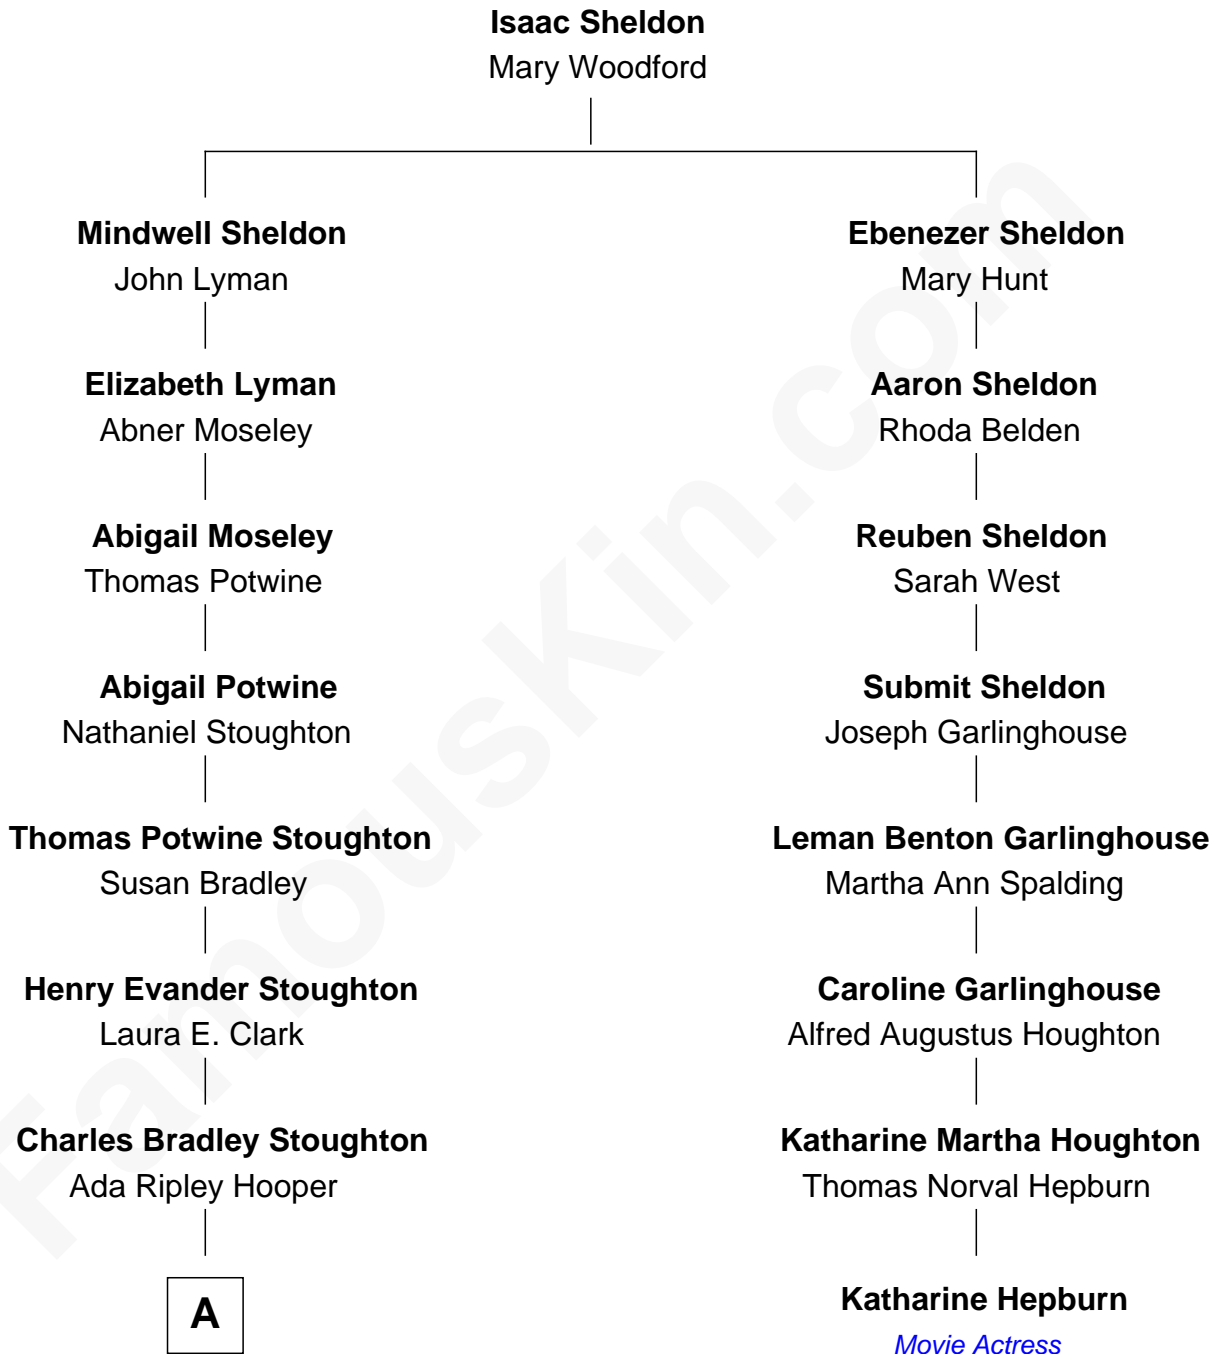 Isaac Sheldon
Mary Woodford
Mindwell Sheldon
John Lyman
Ebenezer Sheldon
Mary Hunt
Elizabeth Lyman
Abner Moseley
Aaron Sheldon
Rhoda Belden
Abigail Moseley
Thomas Potwine
Reuben Sheldon
Sarah West
Abigail Potwine
Nathaniel Stoughton
Submit Sheldon
Joseph Garlinghouse
Thomas Potwine Stoughton
Susan Bradley
Leman Benton Garlinghouse
Martha Ann Spalding
Henry Evander Stoughton
Laura E. Clark
Caroline Garlinghouse
Alfred Augustus Houghton
Charles Bradley Stoughton
Ada Ripley Hooper
Katharine Martha Houghton
Thomas Norval Hepburn
A
Katharine Hepburn
Movie Actress
FamousKin.com